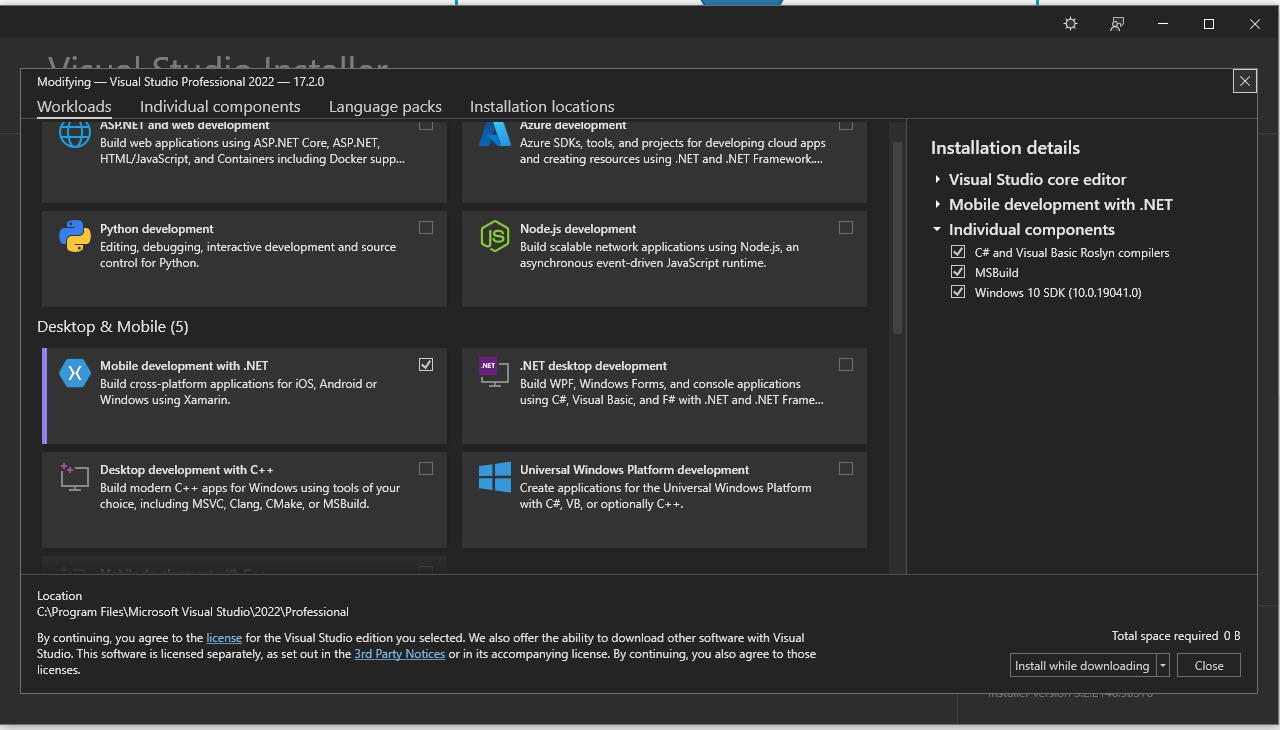 Visual Studio Installer
Modifying — Visual Studio Professional 2022 — 17.2.0
Workloads
Individual components
Language packs
Installation locations
ASP.NET and web development
Build web applications using ASP.NET Core, ASP.NET,
HTML/JavaScript, and Containers including Docker supp...
Azure development
Azure SDKs, tools, and projects for developing cloud apps
and creating resources using .NET and .NET Framework....
Python development
Editing, debugging, interactive development and source
control for Python.
JS
Node.js development
Build scalable network applications using Node.js, an
asynchronous event-driven JavaScript runtime.
Desktop & Mobile (5)
Mobile development with .NET
Build cross-platform applications for iOS, Android or
Windows using Xamarin.
.NET
.NET desktop development
Build WPF, Windows Forms, and console applications
using C#, Visual Basic, and F# with .NET and .NET Frame...
Desktop development with C++
Build modern C++ apps for Windows using tools of your
choice, including MSVC, Clang, CMake, or MSBuild.
Universal Windows Platform development
Create applications for the Universal Windows Platform
with C#, VB, or optionally C++.
Mobile development with C++
Installation details
Visual Studio core editor
Mobile development with .NET
Individual components
C# and Visual Basic Roslyn compilers
MSBuild
Windows 10 SDK (10.0.19041.0)
Location
C:\Program Files\Microsoft Visual Studio\2022\Professional
By continuing, you agree to the license for the Visual Studio edition you selected. We also offer the ability to download other software with Visual
Studio. This software is licensed separately, as set out in the 3rd Party Notices or in its accompanying license. By continuing, you also agree to those
licenses.
Total space required 0 B
Install while downloading
Close
Installer version